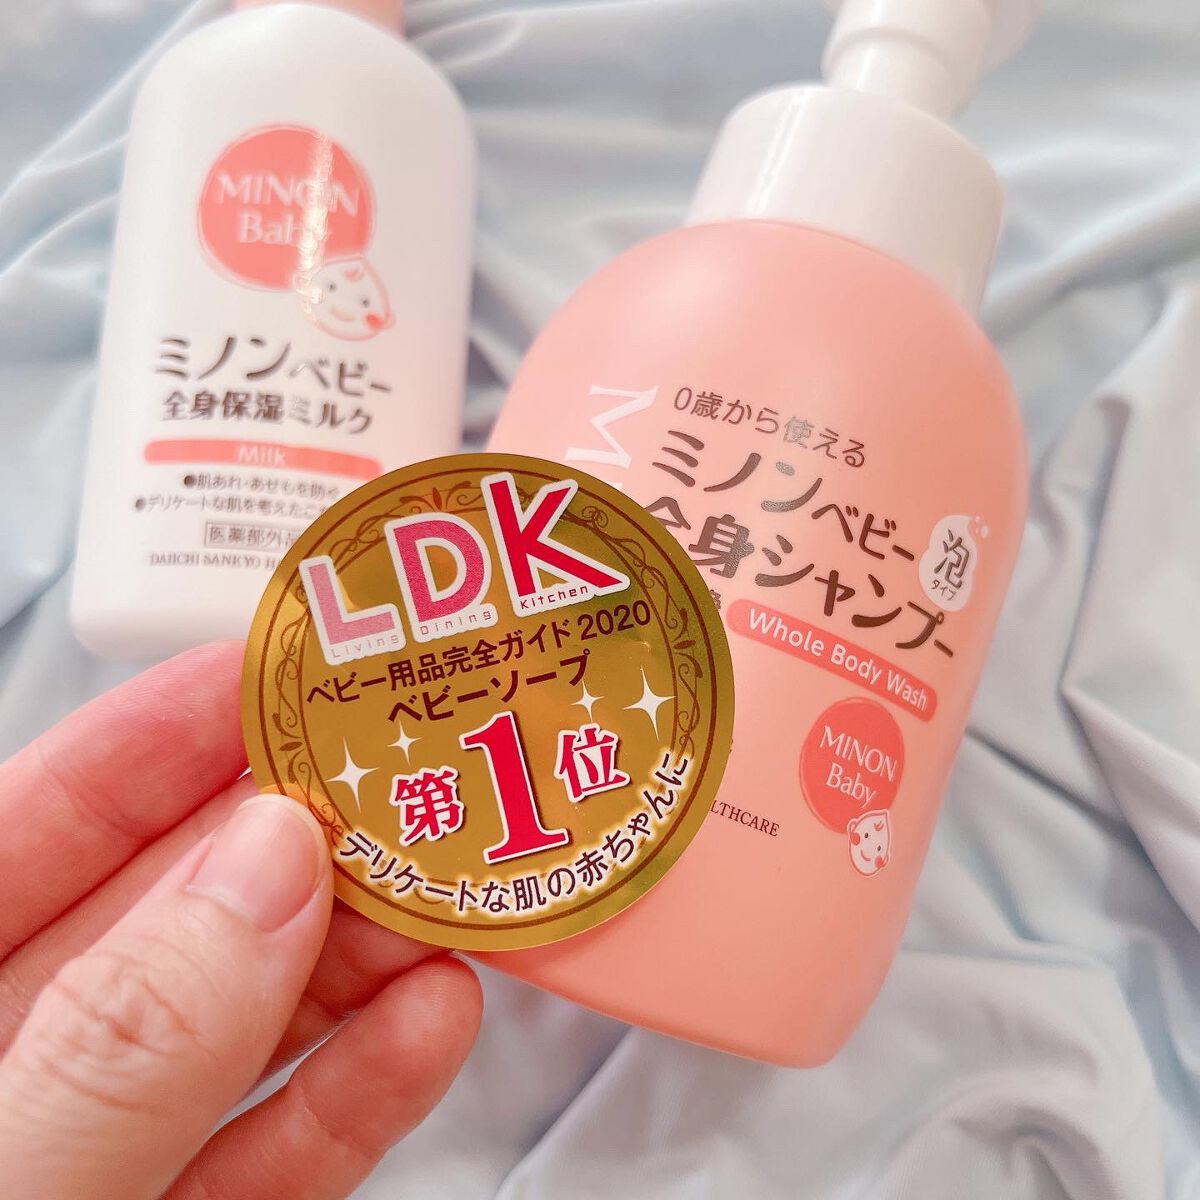 MINON
Baby
ミノンベビー
全身保湿ミルク
Milk
●肌あれ・あせもを防ぐ
●デリケートな肌を考えたこ
医薬部外品
DAIICHI SANKYO H
0歳から使える
ミノンベビー
全身シャンプー
泡
タイプ
Whole Body Wash
MINON
Baby
LTHCARE
LDK
Living Dining Kitchen
ベビー用品完全ガイド2020
ベビーソープ
第1位
デリケートな肌の赤ちゃんに